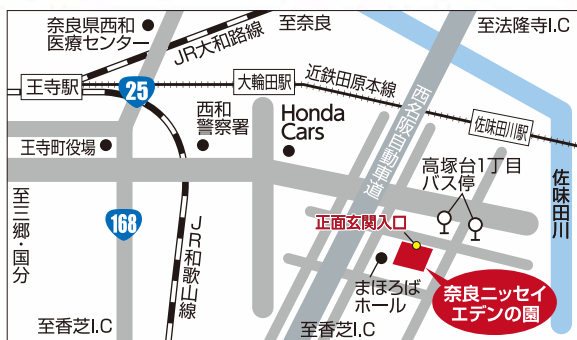 奈良県西和
医療センター
至奈良
至法隆寺I.C
JR大和路線
王寺駅
25
大輪田駅
近鉄田原本線
佐味田川駅
王寺町役場
西和
警察署
Honda
Cars
西名阪自動車道
高塚台1丁目
バス停
佐味田川
至三郷・国分
168
JR和歌山線
正面玄関入口
まほろば
ホール
奈良ニッセイ
エデンの園
至香芝I.C
至香芝I.C